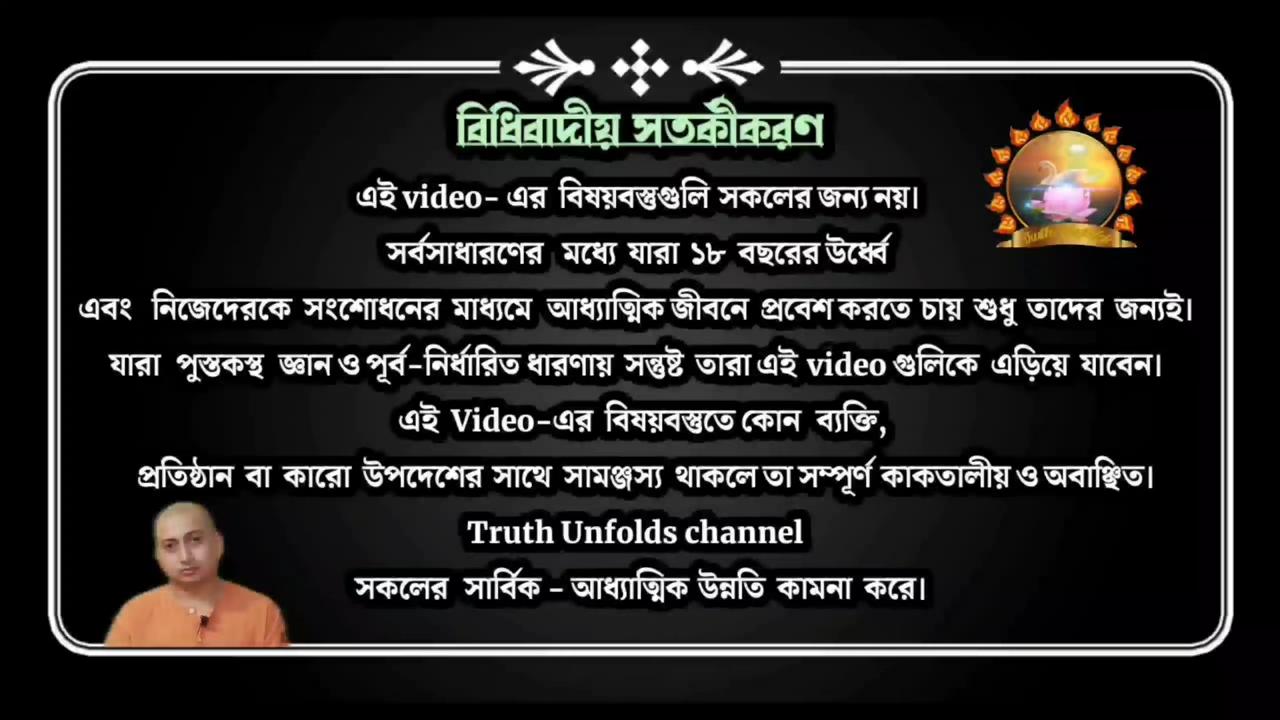 বিধিবাদীয় সতর্কীকরণ
এই video- এর বিষয়বস্তুগুলি সকলের জন্য নয়।
সর্বসাধারণের মধ্যে যারা ১৮ বছরের উর্ধ্বে
এবং নিজেদেরকে সংশোধনের মাধ্যমে আধ্যাত্মিক জীবনে প্রবেশ করতে চায় শুধু তাদের জন্যই।
যারা পুস্তকস্থ জ্ঞান ও পূর্ব-নির্ধারিত ধারণায় সন্তুষ্ট তারা এই video গুলিকে এড়িয়ে যাবেন।
এই Video-এর বিষয়বস্তুতে কোন ব্যক্তি,
প্রতিষ্ঠান বা কারো উপদেশের সাথে সামঞ্জস্য থাকলে তা সম্পূর্ণ কাকতালীয় ও অবাঞ্ছিত।
Truth Unfolds channel
সকলের সার্বিক - আধ্যাত্মিক উন্নতি কামনা করে।